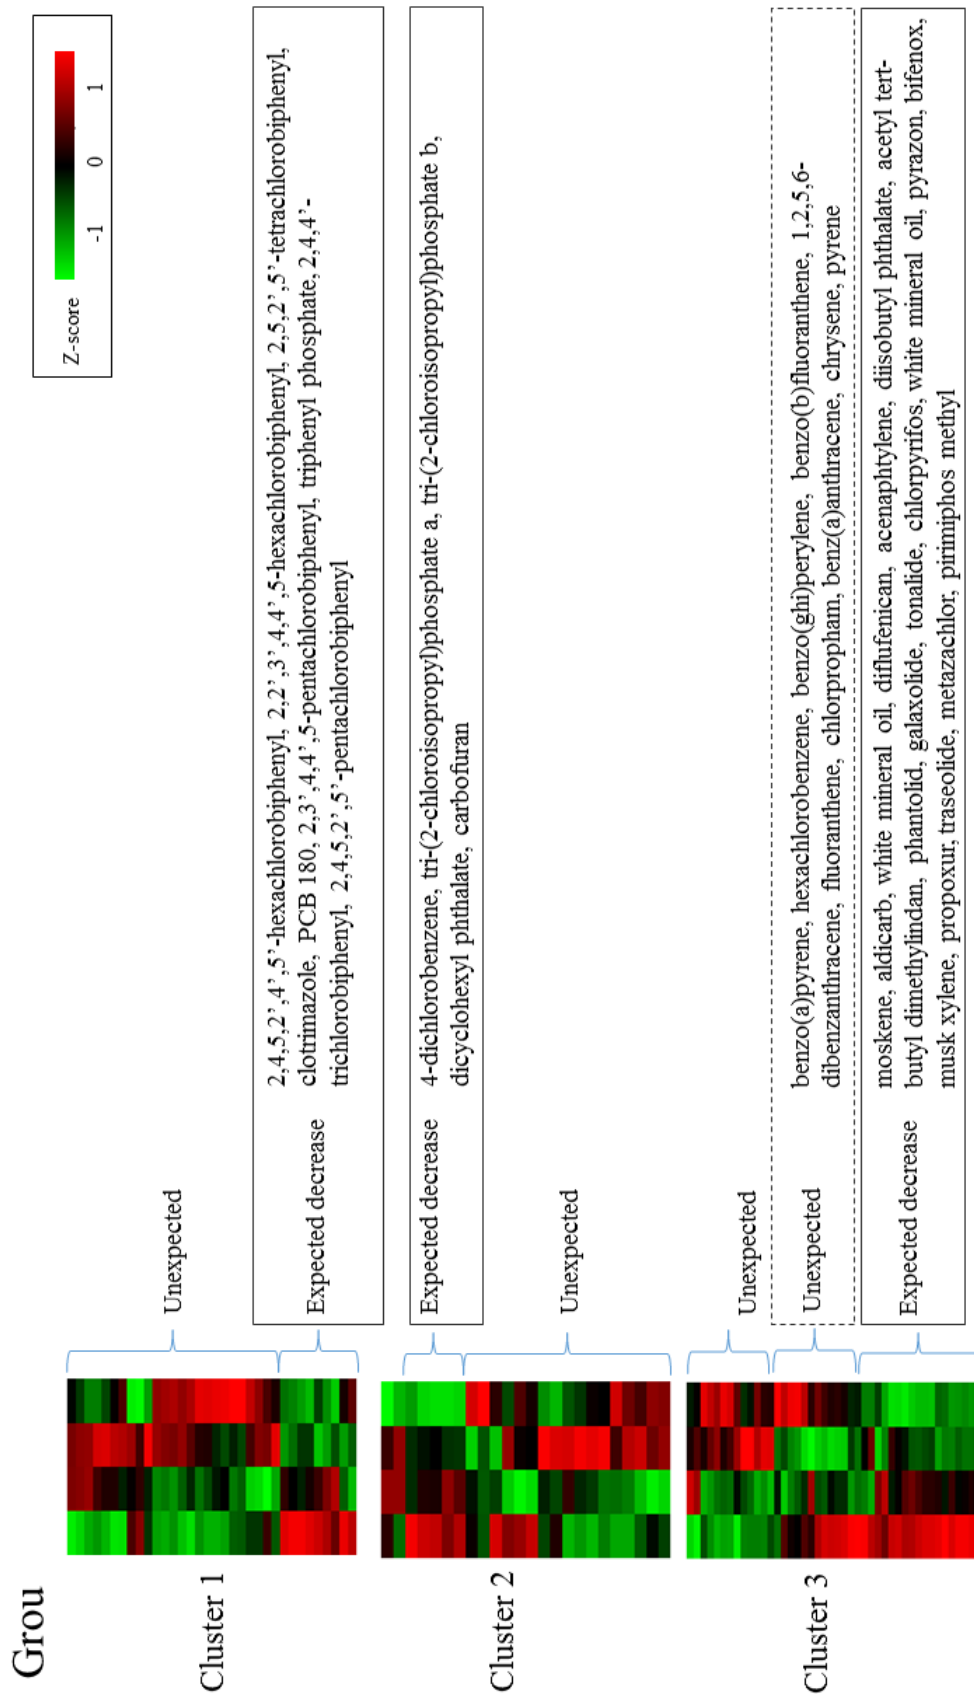 Grou
Z-score
-1
0
1
Cluster 1
Unexpected
Expected decrease
2,4,5,2’,4’,5’-hexachlorobiphenyl, 2,2’,3’,4,4’,5-hexachlorobiphenyl, 2,5,2’,5’-tetrachlorobiphenyl,
clotrimazole, PCB 180, 2,3’,4,4’,5-pentachlorobiphenyl, triphenyl phosphate, 2,4,4’-
trichlorobiphenyl, 2,4,5,2’,5’-pentachlorobiphenyl
Cluster 2
Expected decrease
4-dichlorobenzene, tri-(2-chloroisopropyl)phosphate a, tri-(2-chloroisopropyl)phosphate b,
dicyclohexyl phthalate, carbofuran
Unexpected
Cluster 3
Unexpected
Unexpected
benzo(a)pyrene, hexachlorobenzene, benzo(ghi)perylene, benzo(b)fluoranthene, 1,2,5,6-
dibenzanthracene, fluoranthene, chlorpropham, benz(a)anthracene, chrysene, pyrene
Expected decrease
moskene, aldicarb, white mineral oil, diflufenican, acenaphtylene, diisobutyl phthalate, acetyl tert-
butyl dimethylindan, phantolid, galaxolide, tonalide, chlorpyrifos, white mineral oil, pyrazon, bifenox,
musk xylene, propoxur, traseolide, metazachlor, pirimiphos methyl